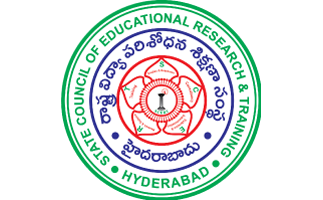 STATE COUNCIL OF EDUCATIONAL RESEARCH & TRAINING
• HYDERABAD •
రాష్ట్ర విద్యా పరిశోధన శిక్షణా సంస్థ
• హైదరాబాదు •